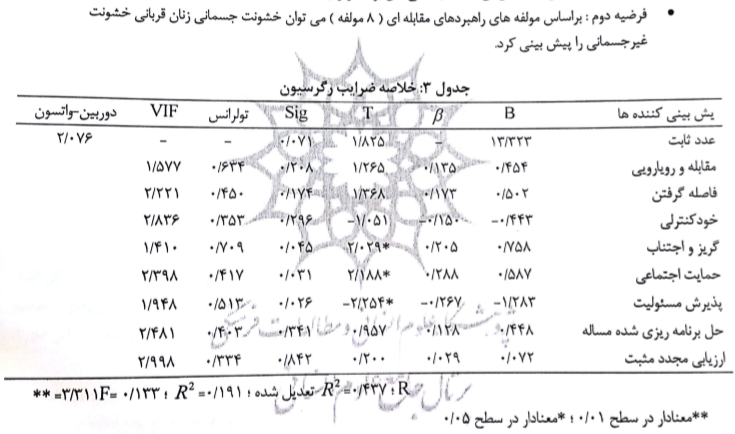 • فرضیه دوم : براساس مولفه های راهبردهای مقابله ای ( ۸ مولفه ) می توان خشونت جسمانی زنان قربانی خشونت
غیرجسمانی را پیش بینی کرد.
جدول ۳: خلاصه ضرایب رگرسیون
یش بینی کننده ها B β T Sig تولرانس VIF دوربین-واتسون
عدد ثابت ۱۳/۳۲۳ – ۱/۸۲۵ ۰/۰۷۱ – – ۲/۰۷۶
مقابله و رویارویی ۰/۴۵۴ ۰/۱۳۵ ۱/۲۶۵ ۰/۲۰۸ ۰/۶۳۴ ۱/۵۷۷
فاصله گرفتن ۰/۵۰۲ ۰/۱۷۳ ۱/۳۶۸ ۰/۱۷۴ ۰/۴۵۰ ۲/۲۲۱
خودکنترلی −۰/۴۴۳ −۰/۱۵۰ −۱/۰۵۱ ۰/۲۹۶ ۰/۳۵۳ ۲/۸۳۶
گریز و اجتناب ۰/۷۵۸ ۰/۲۰۵ ۲/۰۲۹* ۰/۰۴۵ ۰/۷۰۹ ۱/۴۱۰
حمایت اجتماعی ۰/۵۸۷ ۰/۲۸۸ ۲/۱۸۸* ۰/۰۳۱ ۰/۴۱۷ ۲/۳۹۸
پذیرش مسئولیت −۱/۲۸۳ −۰/۲۶۷ −۲/۲۵۴* ۰/۰۲۶ ۰/۵۱۳ ۱/۹۴۸
حل برنامه ریزی شده مساله ۰/۴۴۸ ۰/۱۲۸ ۰/۹۵۷ ۰/۳۴۱ ۰/۴۰۳ ۲/۴۸۱
ارزیابی مجدد مثبت ۰/۰۷۲ ۰/۰۲۹ ۰/۲۰۰ ۰/۸۴۲ ۰/۳۳۴ ۲/۹۹۸
R ؛ ۰/۴۳۷= R² تعدیل شده ؛ ۰/۱۹۱= R² ؛ ۰/۱۳۳ =F۳/۳۱۱= **
**معنادار در سطح ۰/۰۱ ؛ *معنادار در سطح ۰/۰۵